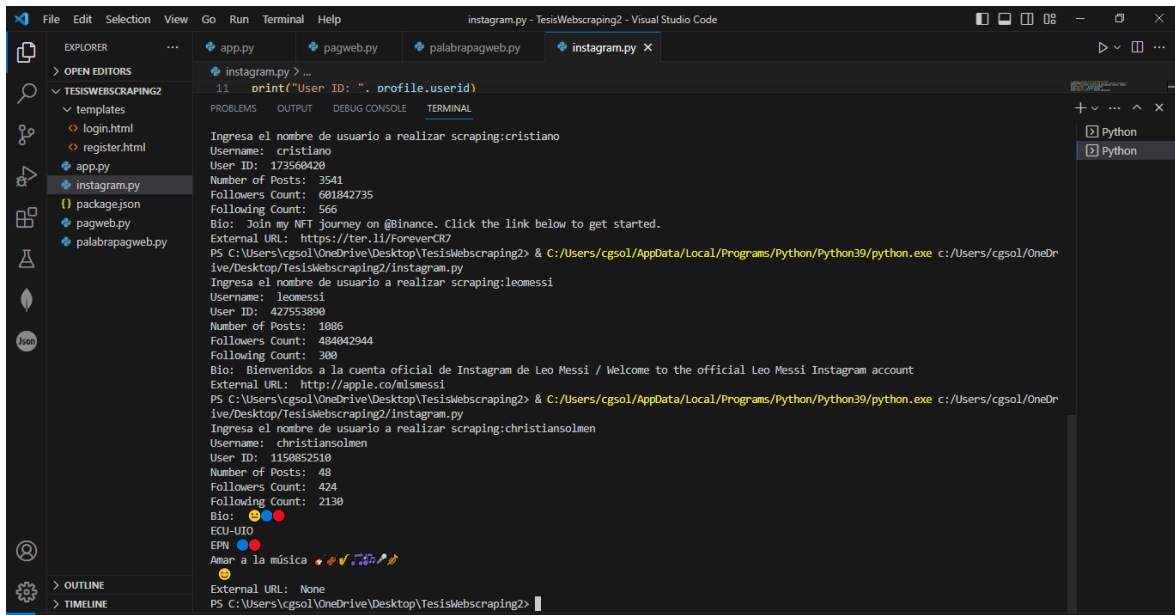 File Edit Selection View Go Run Terminal Help instagram.py - TesisWebscraping2 - Visual Studio Code
EXPLORER
OPEN EDITORS
TESISWEBSCRAPING2
templates
login.html
register.html
app.py
instagram.py
package.json
pagweb.py
palabrapagweb.py
OUTLINE
TIMELINE
Json
app.py pagweb.py palabrapagweb.py instagram.py
instagram.py > ...
11 print("User ID: ", profile.userid)
PROBLEMS OUTPUT DEBUG CONSOLE TERMINAL
Ingresa el nombre de usuario a realizar scraping:cristiano
Username: cristiano
User ID: 173560420
Number of Posts: 3541
Followers Count: 601842735
Following Count: 566
Bio: Join my NFT journey on @Binance. Click the link below to get started.
External URL: https://ter.li/ForeverCR7
PS C:\Users\cgsol\OneDrive\Desktop\TesisWebscraping2> & C:/Users/cgsol/AppData/Local/Programs/Python/Python39/python.exe c:/Users/cgsol/OneDr
ive/Desktop/TesisWebscraping2/instagram.py
Ingresa el nombre de usuario a realizar scraping:leomessi
Username: leomessi
User ID: 427553890
Number of Posts: 1086
Followers Count: 484042944
Following Count: 300
Bio: Bienvenidos a la cuenta oficial de Instagram de Leo Messi / Welcome to the official Leo Messi Instagram account
External URL: http://apple.co/mlsmessi
PS C:\Users\cgsol\OneDrive\Desktop\TesisWebscraping2> & C:/Users/cgsol/AppData/Local/Programs/Python/Python39/python.exe c:/Users/cgsol/OneDr
ive/Desktop/TesisWebscraping2/instagram.py
Ingresa el nombre de usuario a realizar scraping:christiansolmen
Username: christiansolmen
User ID: 1150852510
Number of Posts: 48
Followers Count: 424
Following Count: 2130
Bio: 😐🔵🔴
ECU-UIO
EPN 🔵🔴
Amar a la música 🎸🎻🎷🎵🎶🎤🎺
😊
External URL: None
PS C:\Users\cgsol\OneDrive\Desktop\TesisWebscraping2>
Python
Python